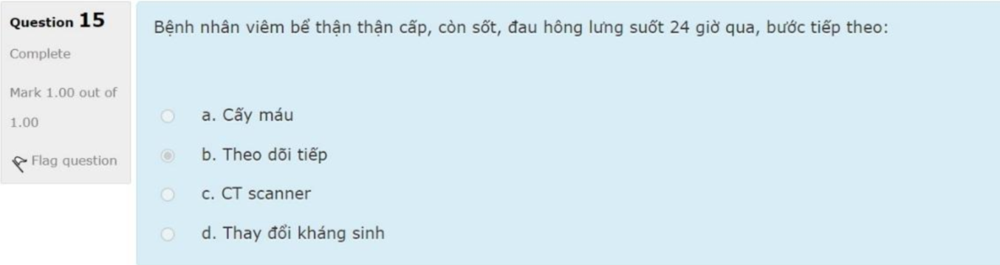 Question 15
Complete
Mark 1.00 out of
1.00
Flag question
Bệnh nhân viêm bể thận thận cấp, còn sốt, đau hông lưng suốt 24 giờ qua, bước tiếp theo:
a. Cấy máu
b. Theo dõi tiếp
c. CT scanner
d. Thay đổi kháng sinh